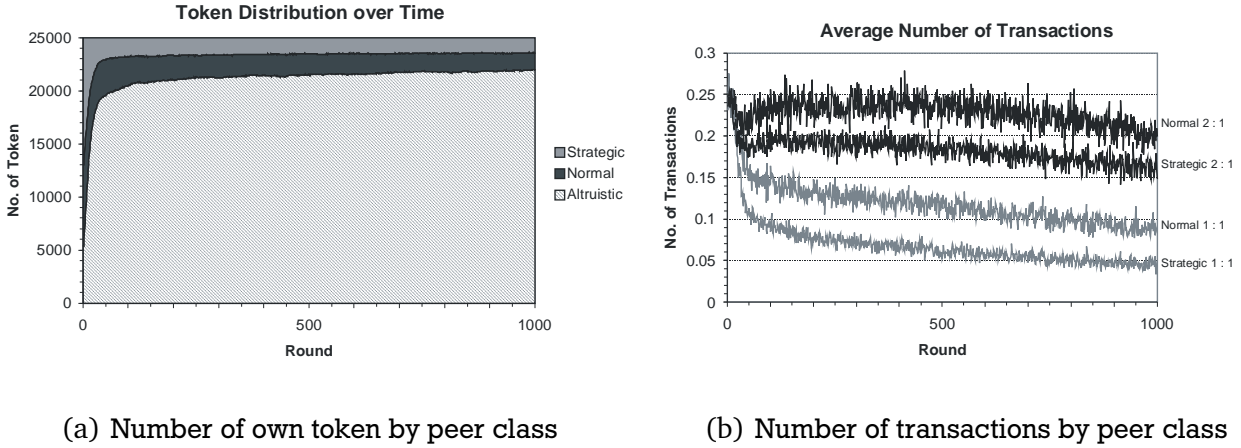 Token Distribution over Time
25000
20000
15000
10000
5000
0
No. of Token
0 500 1000
Round
Strategic
Normal
Altruistic
(a) Number of own token by peer class
Average Number of Transactions
0.3
0.25
0.2
0.15
0.1
0.05
0
No. of Transactions
0 500 1000
Round
Normal 2 : 1
Strategic 2 : 1
Normal 1 : 1
Strategic 1 : 1
(b) Number of transactions by peer class